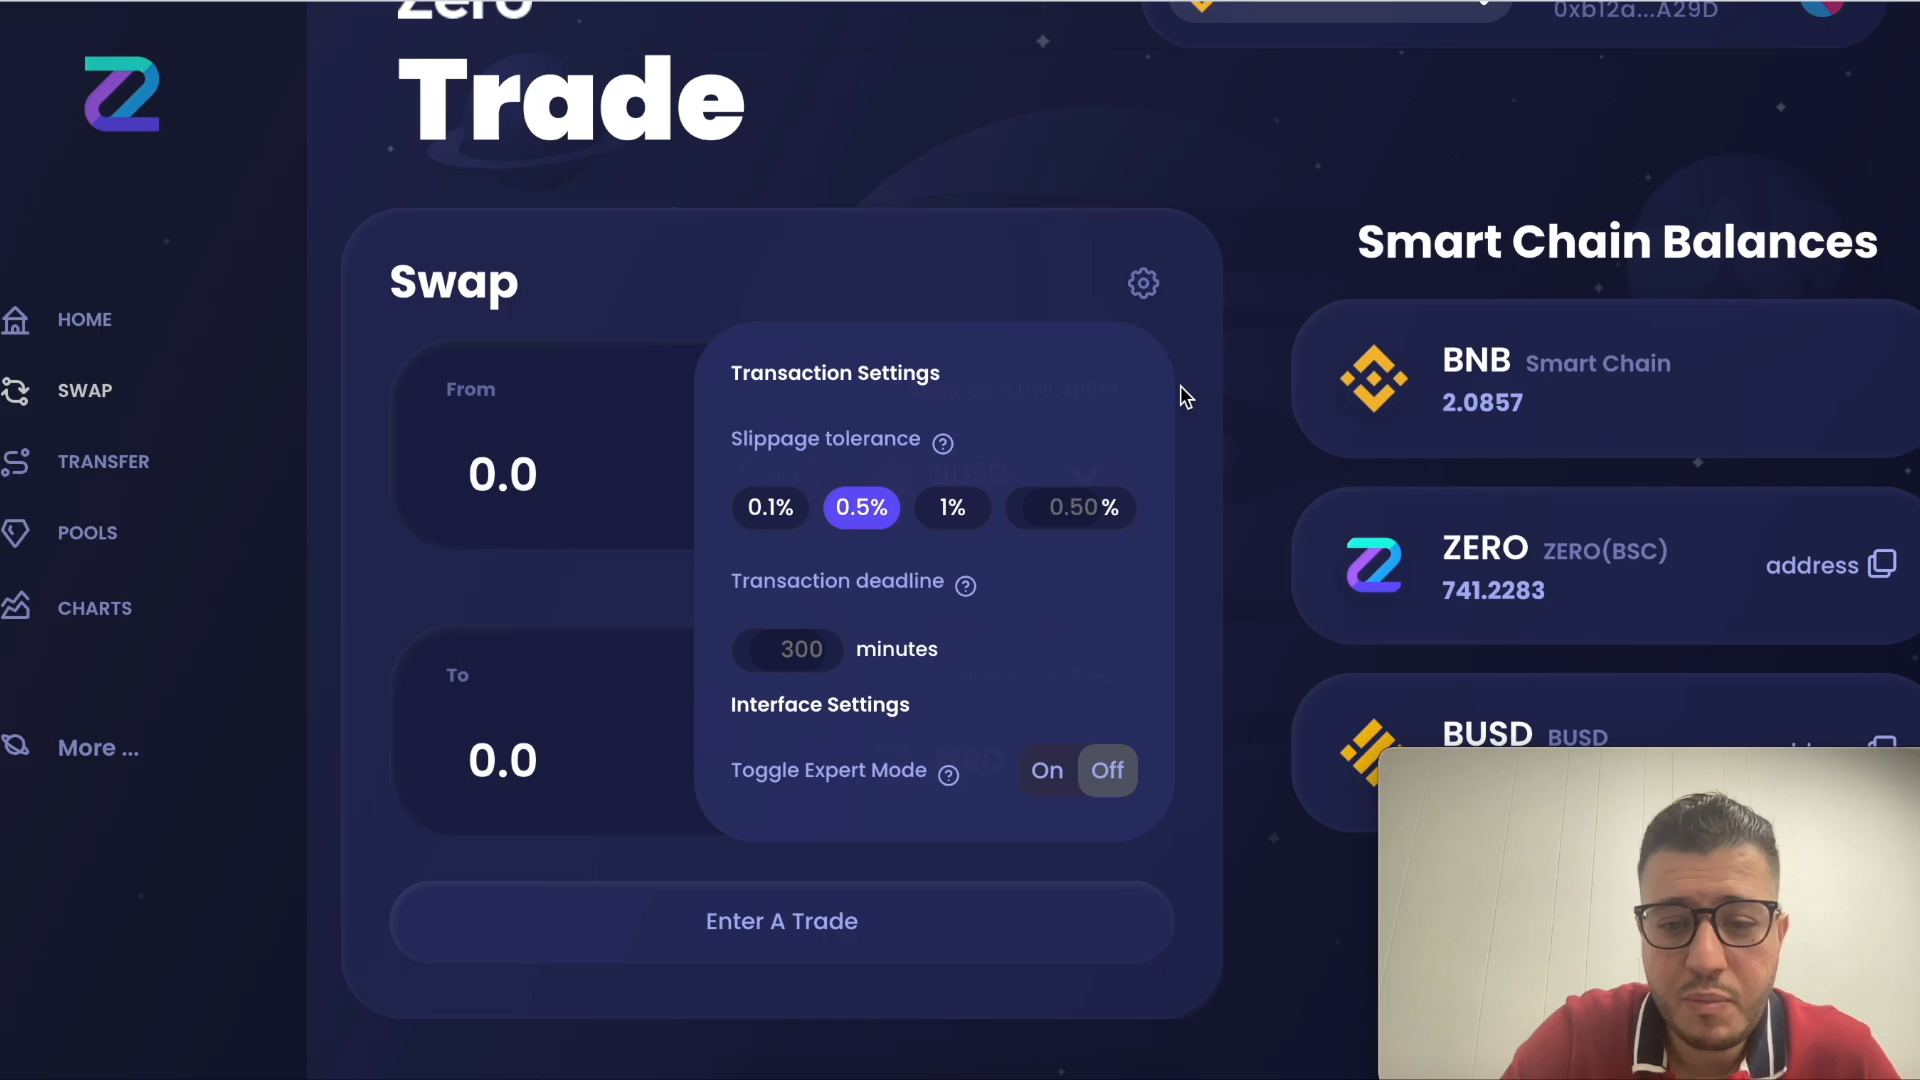 Zero
0xb12a...A29D
Trade
HOME
SWAP
TRANSFER
POOLS
CHARTS
More ...
Swap
From
0.0
To
0.0
Transaction Settings
Slippage tolerance
0.1%
0.5%
1%
0.50%
BUSD
Transaction deadline
300 minutes
Interface Settings
Toggle Expert Mode
On
Off
Enter A Trade
Smart Chain Balances
BNB Smart Chain
2.0857
ZERO ZERO(BSC)
741.2283
address
BUSD BUSD